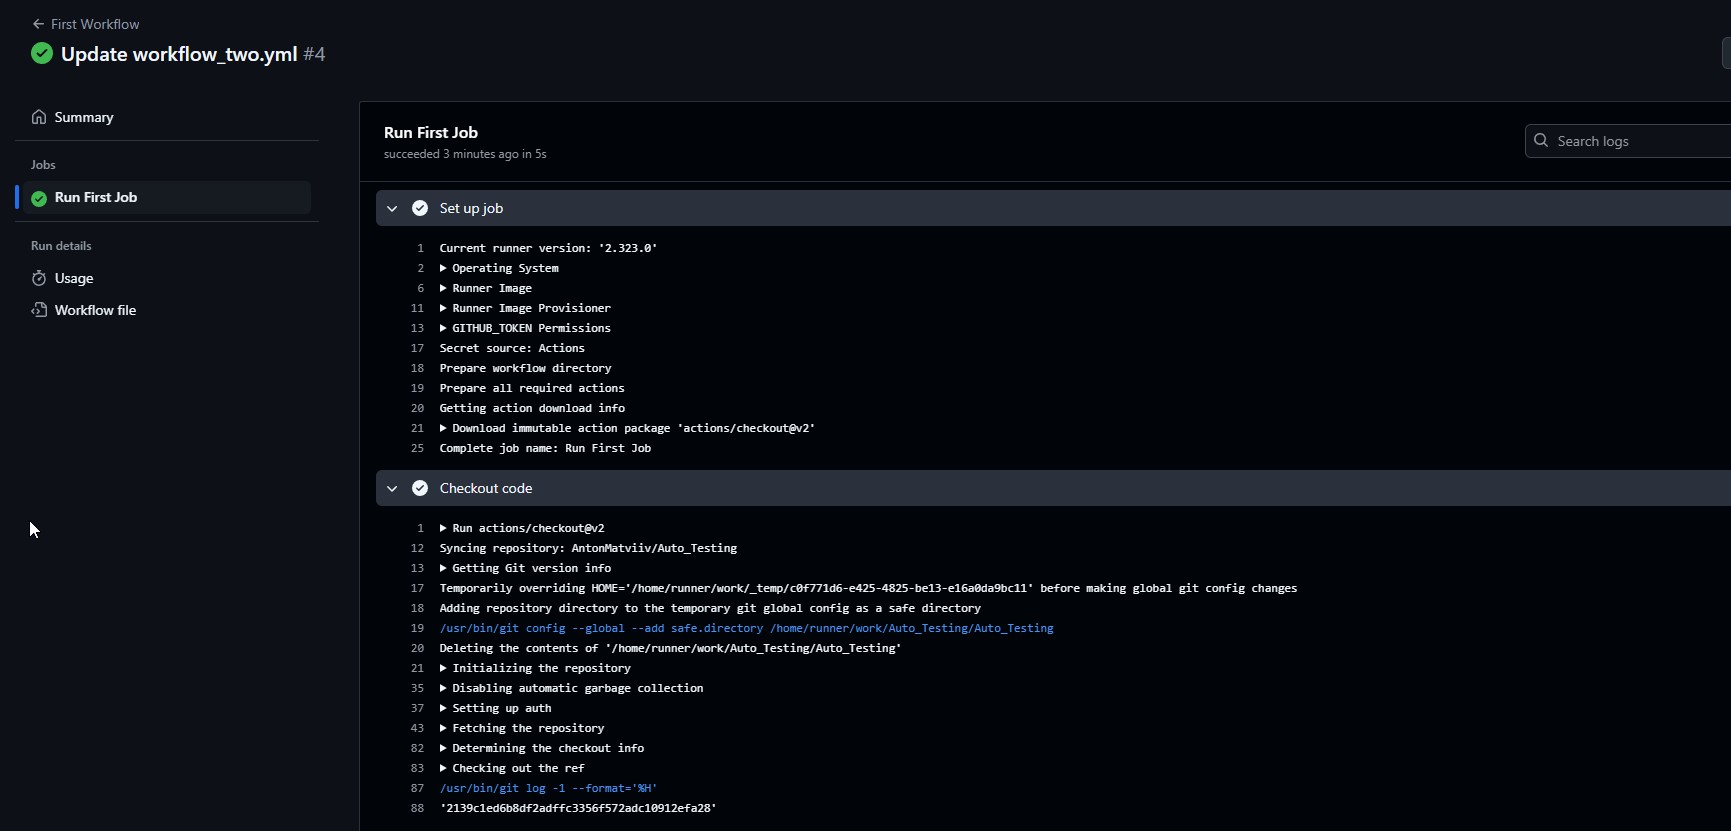 First Workflow
Update workflow_two.yml #4
Summary
Jobs
Run First Job
Run details
Usage
Workflow file
Run First Job
succeeded 3 minutes ago in 5s
Search logs
Set up job
1 Current runner version: '2.323.0'
2 Operating System
6 Runner Image
11 Runner Image Provisioner
13 GITHUB_TOKEN Permissions
17 Secret source: Actions
18 Prepare workflow directory
19 Prepare all required actions
20 Getting action download info
21 Download immutable action package 'actions/checkout@v2'
25 Complete job name: Run First Job
Checkout code
1 Run actions/checkout@v2
12 Syncing repository: AntonMatviiv/Auto_Testing
13 Getting Git version info
17 Temporarily overriding HOME='/home/runner/work/_temp/c0f771d6-e425-4825-be13-e16a0da9bc11' before making global git config changes
18 Adding repository directory to the temporary git global config as a safe directory
19 /usr/bin/git config --global --add safe.directory /home/runner/work/Auto_Testing/Auto_Testing
20 Deleting the contents of '/home/runner/work/Auto_Testing/Auto_Testing'
21 Initializing the repository
35 Disabling automatic garbage collection
37 Setting up auth
43 Fetching the repository
82 Determining the checkout info
83 Checking out the ref
87 /usr/bin/git log -1 --format='%H'
88 '2139c1ed6b8df2adffc3356f572adc10912efa28'